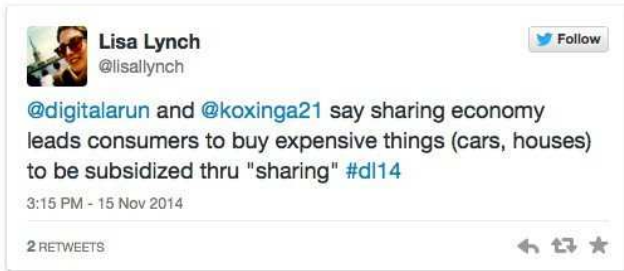 Lisa Lynch
@lisallynch
Follow
@digitalarun and @koxinga21 say sharing economy
leads consumers to buy expensive things (cars, houses)
to be subsidized thru "sharing" #dl14
3:15 PM - 15 Nov 2014
2 RETWEETS